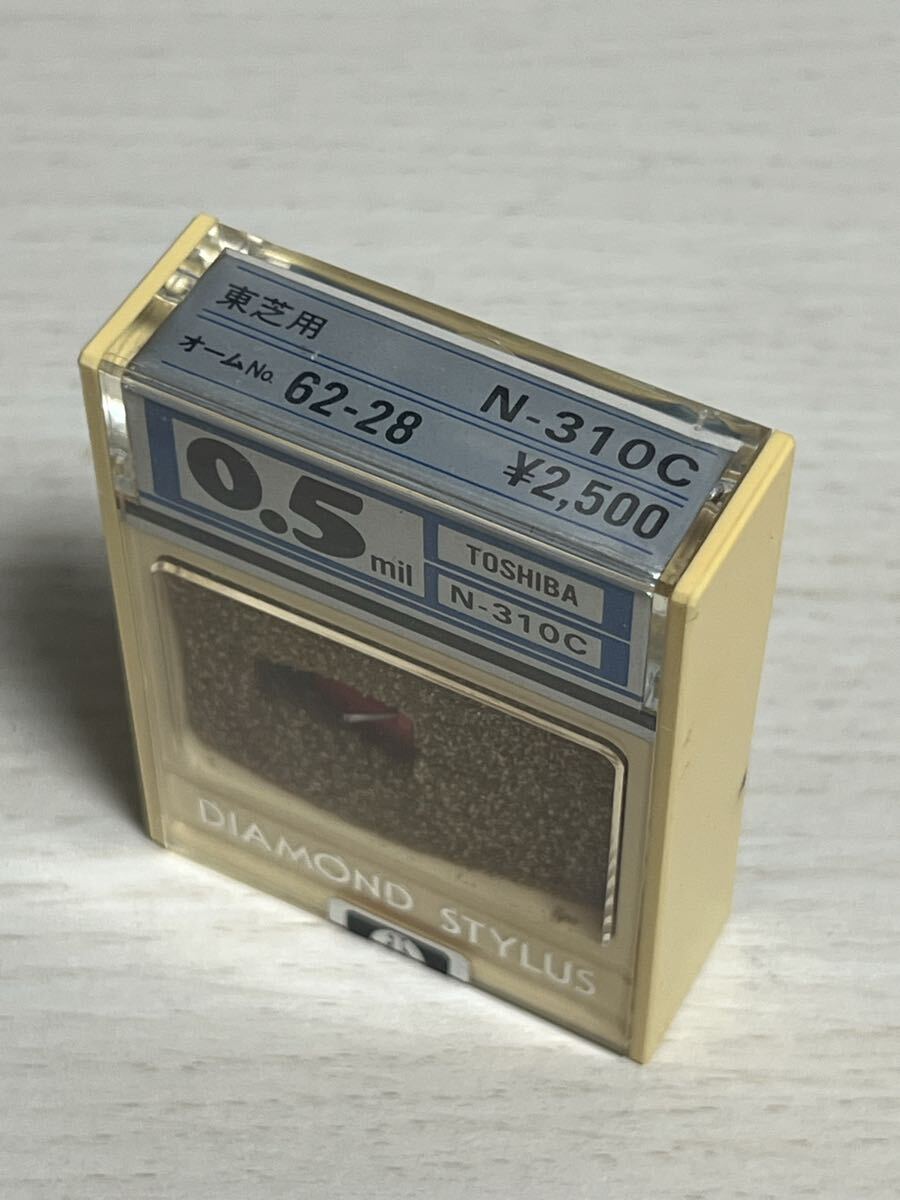 東芝用
N-310C
オームNo. 62-28
¥2,500
0.5 mil
TOSHIBA
N-310C
DIAMOND STYLUS